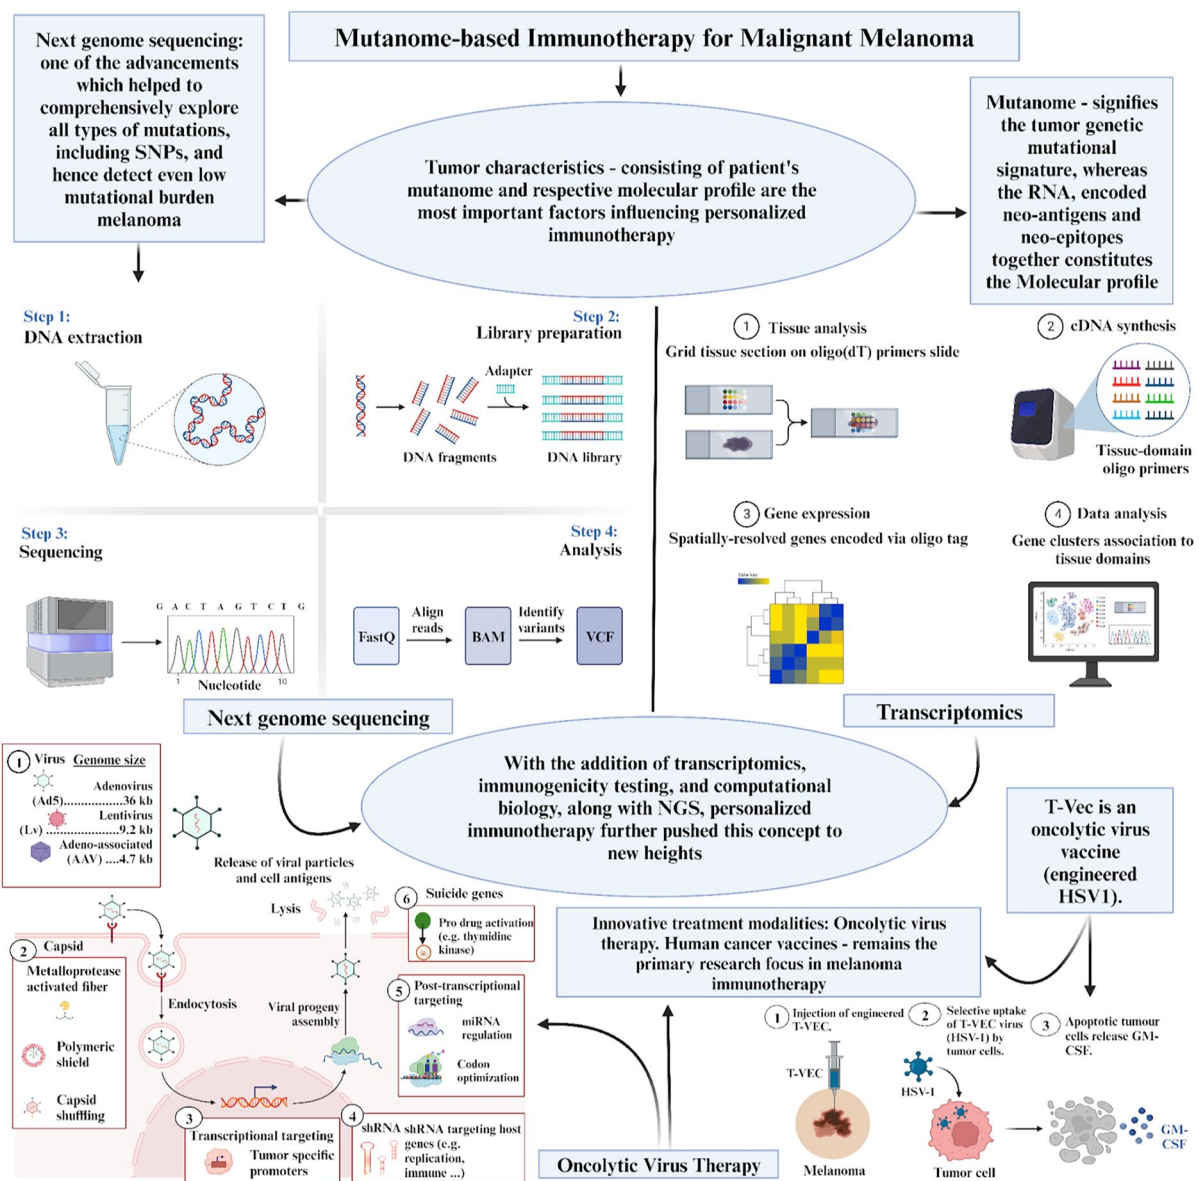 Mutanome-based Immunotherapy for Malignant Melanoma
Next genome sequencing:
one of the advancements
which helped to
comprehensively explore
all types of mutations,
including SNPs, and
hence detect even low
mutational burden
melanoma
Tumor characteristics - consisting of patient's
mutanome and respective molecular profile are the
most important factors influencing personalized
immunotherapy
Mutanome - signifies
the tumor genetic
mutational
signature, whereas
the RNA, encoded
neo-antigens and
neo-epitopes
together constitutes
the Molecular profile
Step 1:
DNA extraction
Step 2:
Library preparation
Adapter
DNA fragments
DNA library
Step 3:
Sequencing
G A C T A G T C T G
1
10
Nucleotide
Step 4:
Analysis
FastQ
Align
reads
BAM
Identify
variants
VCF
Next genome sequencing
1 Tissue analysis
Grid tissue section on oligo(dT) primers slide
2 cDNA synthesis
Tissue-domain
oligo primers
3 Gene expression
Spatially-resolved genes encoded via oligo tag
4 Data analysis
Gene clusters association to
tissue domains
Transcriptomics
With the addition of transcriptomics,
immunogenicity testing, and computational
biology, along with NGS, personalized
immunotherapy further pushed this concept to
new heights
1 Virus Genome size
Adenovirus
(Ad5)..............36 kb
Lentivirus
(Lv) .................9.2 kb
Adeno-associated
(AAV) ....4.7 kb
Release of viral particles
and cell antigens
Lysis
2 Capsid
Metalloprotease
activated fiber
Polymeric
shield
Capsid
shuffling
Endocytosis
Viral progeny
assembly
3
Transcriptional targeting
Tumor specific
promoters
4
shRNA shRNA targeting host
genes (e.g.
replication,
immune ...)
5 Post-transcriptional
targeting
miRNA
regulation
Codon
optimization
6 Suicide genes
Pro drug activation
(e.g. thymidine
kinase)
Innovative treatment modalities: Oncolytic virus
therapy. Human cancer vaccines - remains the
primary research focus in melanoma
immunotherapy
T-Vec is an
oncolytic virus
vaccine
(engineered
HSV1).
Oncolytic Virus Therapy
1 Injection of engineered
T-VEC.
T-VEC
Melanoma
2 Selective uptake
of T-VEC virus
(HSV-1) by
tumor cells.
HSV-1
Tumor cell
3 Apoptotic tumour
cells release GM-
CSF.
GM-
CSF